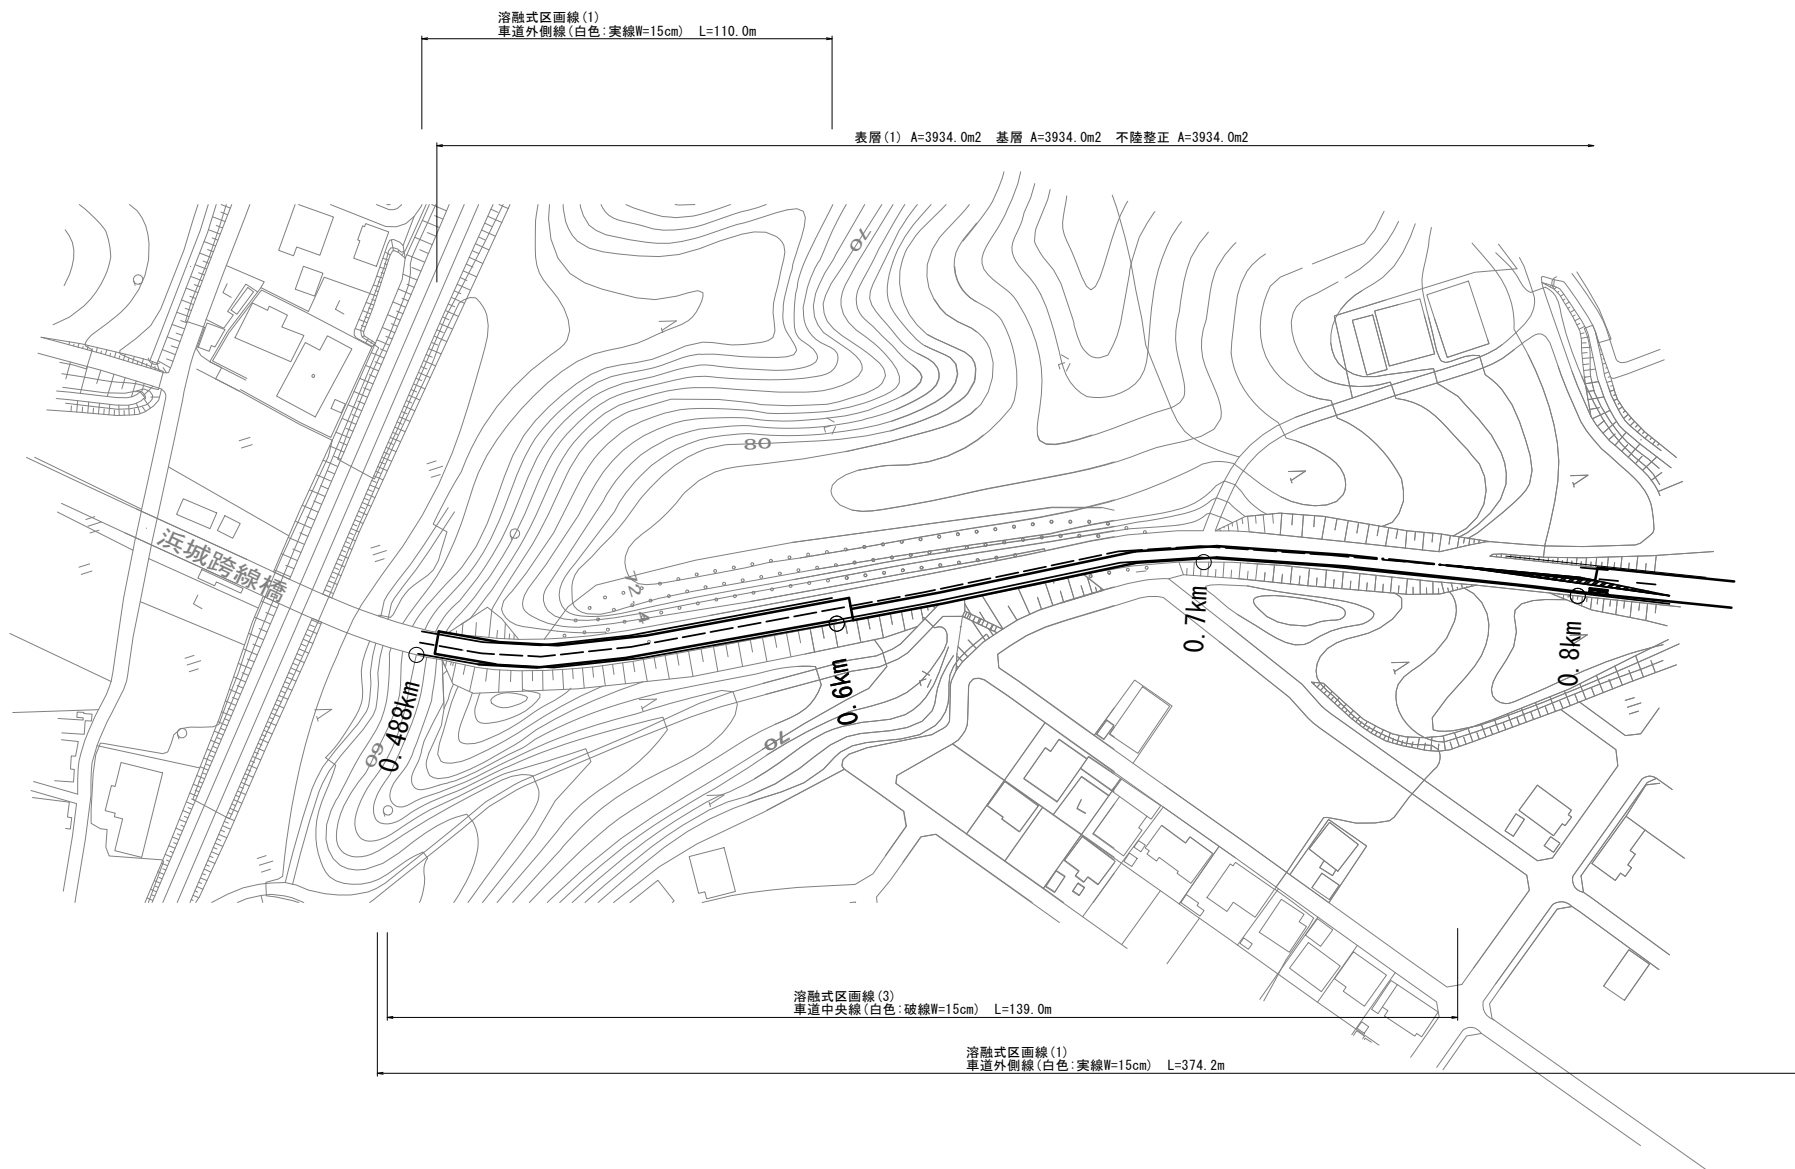 溶融式区画線(1)
車道外側線(白色:実線W=15cm) L=110.0m
表層(1) A=3934.0m2 基層 A=3934.0m2 不陸整正 A=3934.0m2
70
80
浜城跨線橋
72.4
0.7km
0.8km
0.6km
0.488km
60
70
溶融式区画線(3)
車道中央線(白色:破線W=15cm) L=139.0m
溶融式区画線(1)
車道外側線(白色:実線W=15cm) L=374.2m